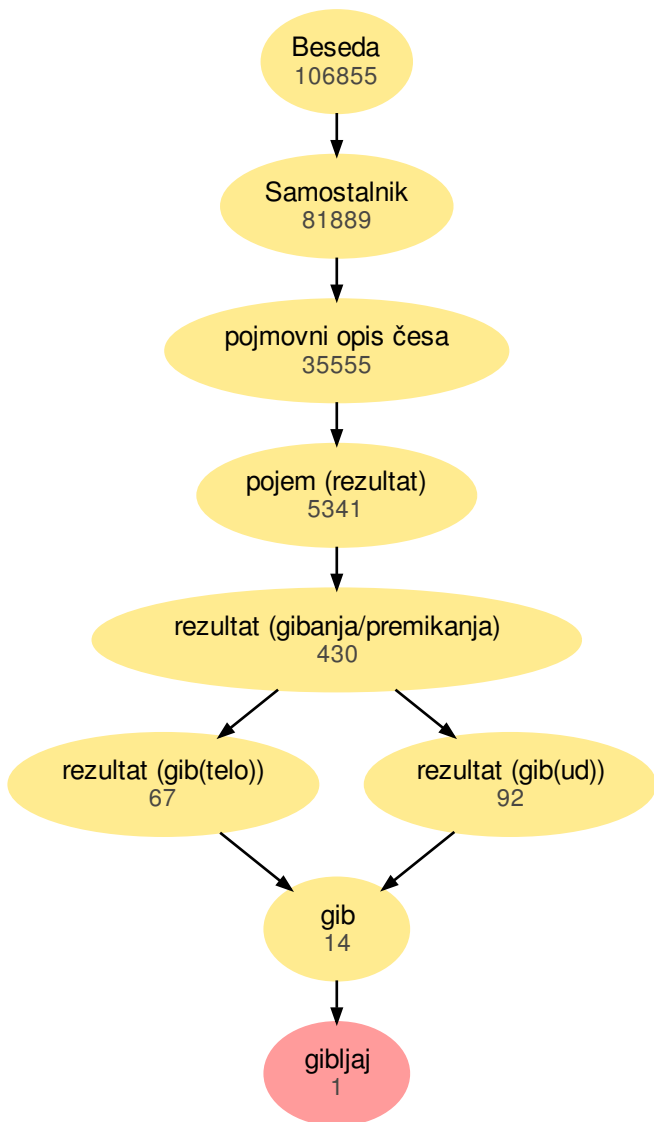 Beseda
106855
Samostalnik
81889
pojmovni opis česa
35555
pojem (rezultat)
5341
rezultat (gibanja/premikanja)
430
rezultat (gib(telo))
67
rezultat (gib(ud))
92
gib
14
gibljaj
1